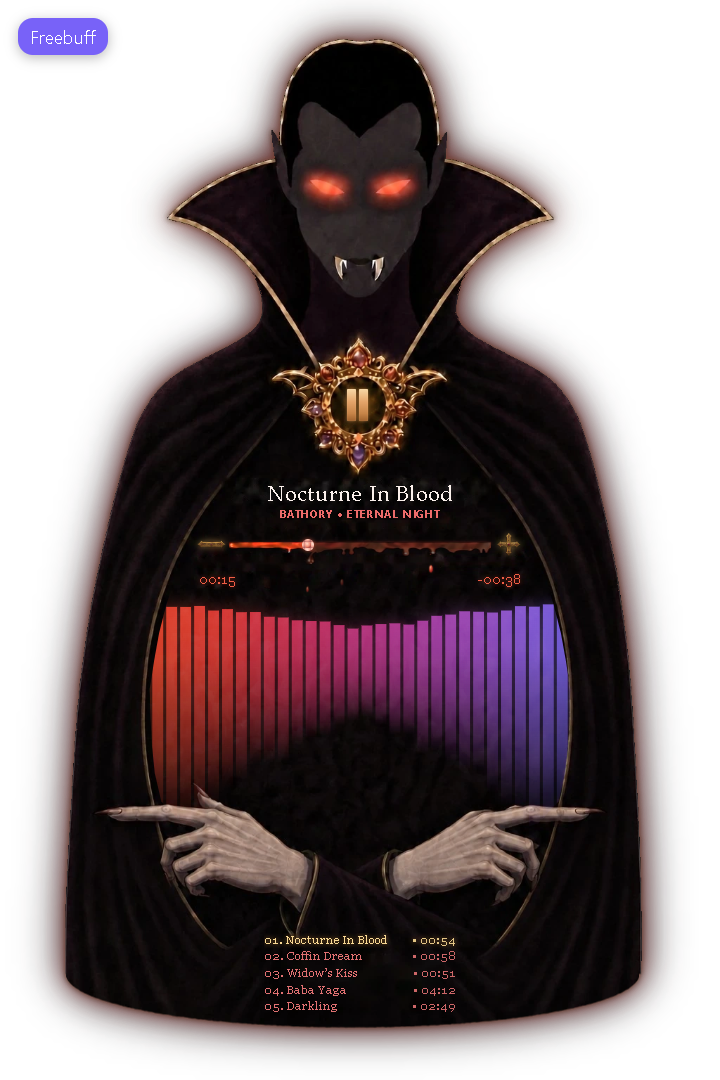 Freebuff
Nocturne In Blood
BATHORY • ETERNAL NIGHT
00:15 -00:38
01. Nocturne In Blood • 00:54
02. Coffin Dream • 00:58
03. Widow's Kiss • 00:51
04. Baba Yaga • 04:12
05. Darkling • 02:49